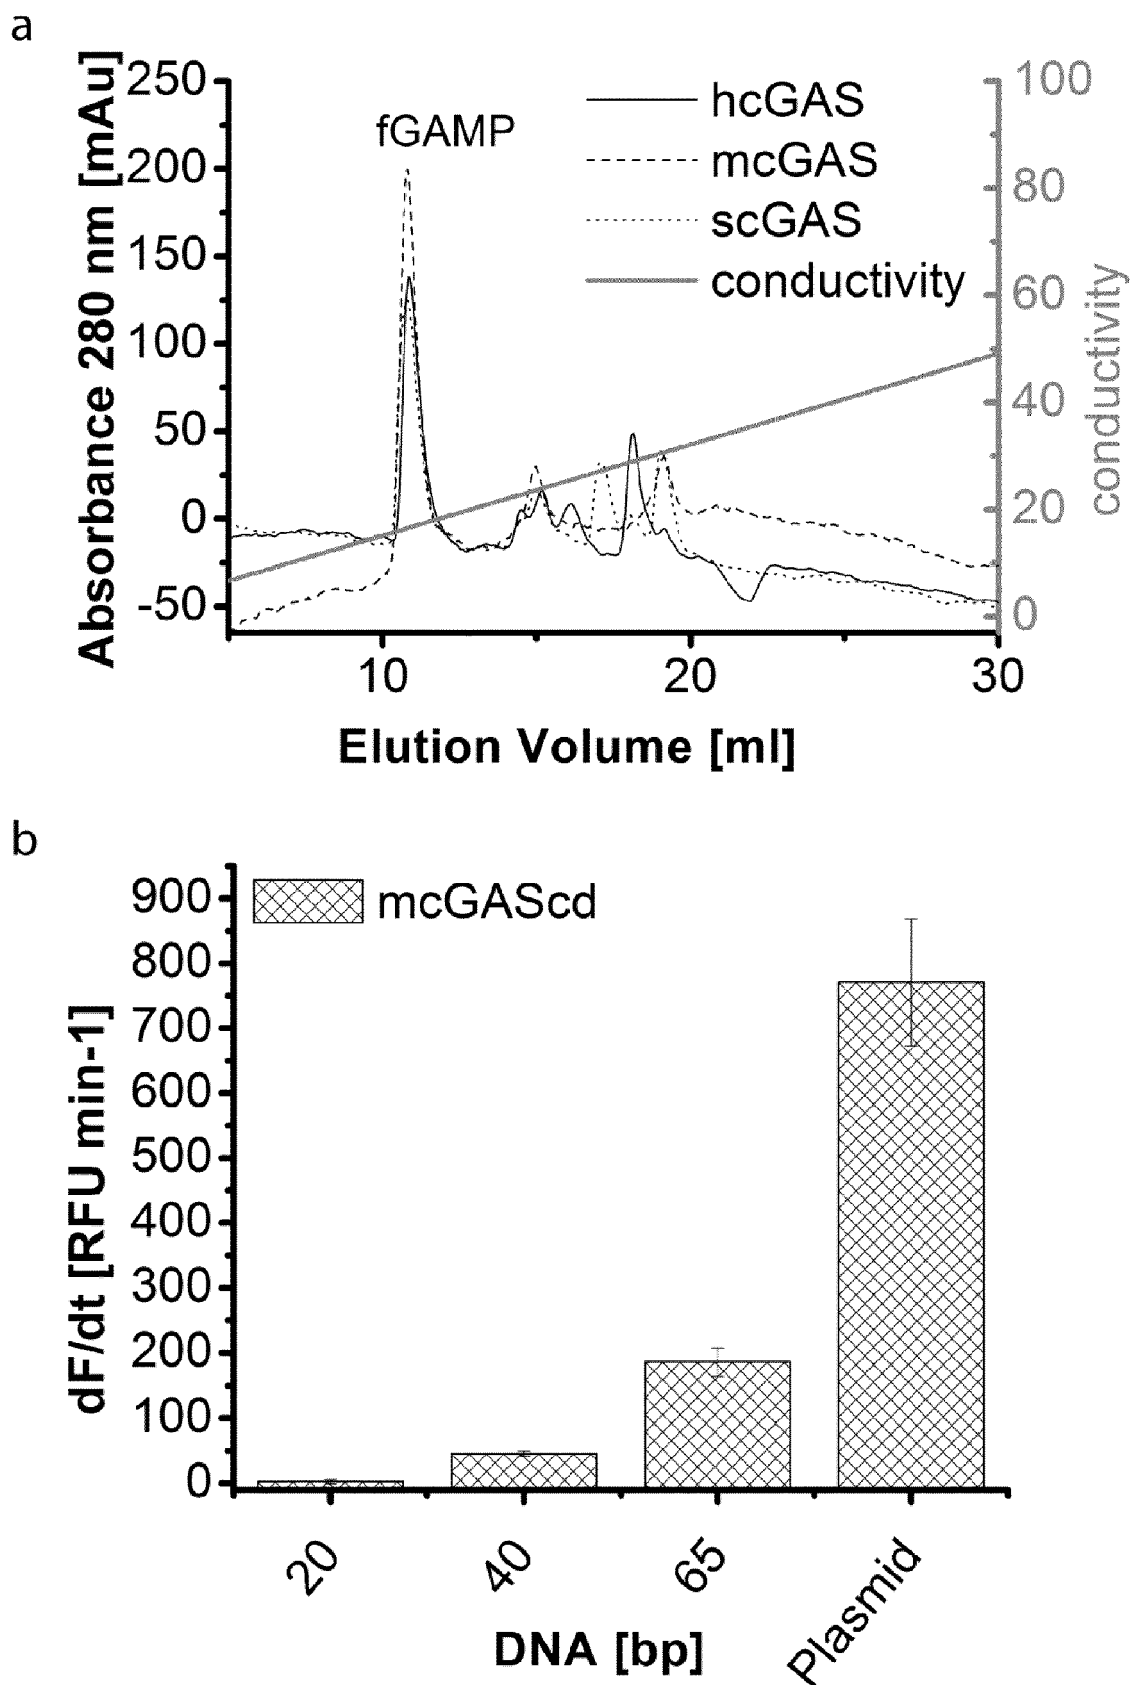 a
250
200
150
100
50
0
-50
Absorbance 280 nm [mAu]
fGAMP
hcGAS
mcGAS
scGAS
conductivity
100
80
60
40
20
0
conductivity
10
20
30
Elution Volume [ml]
b
mcGAScd
900
800
700
600
500
400
300
200
100
0
dF/dt [RFU min-1]
20
40
65
Plasmid
DNA [bp]